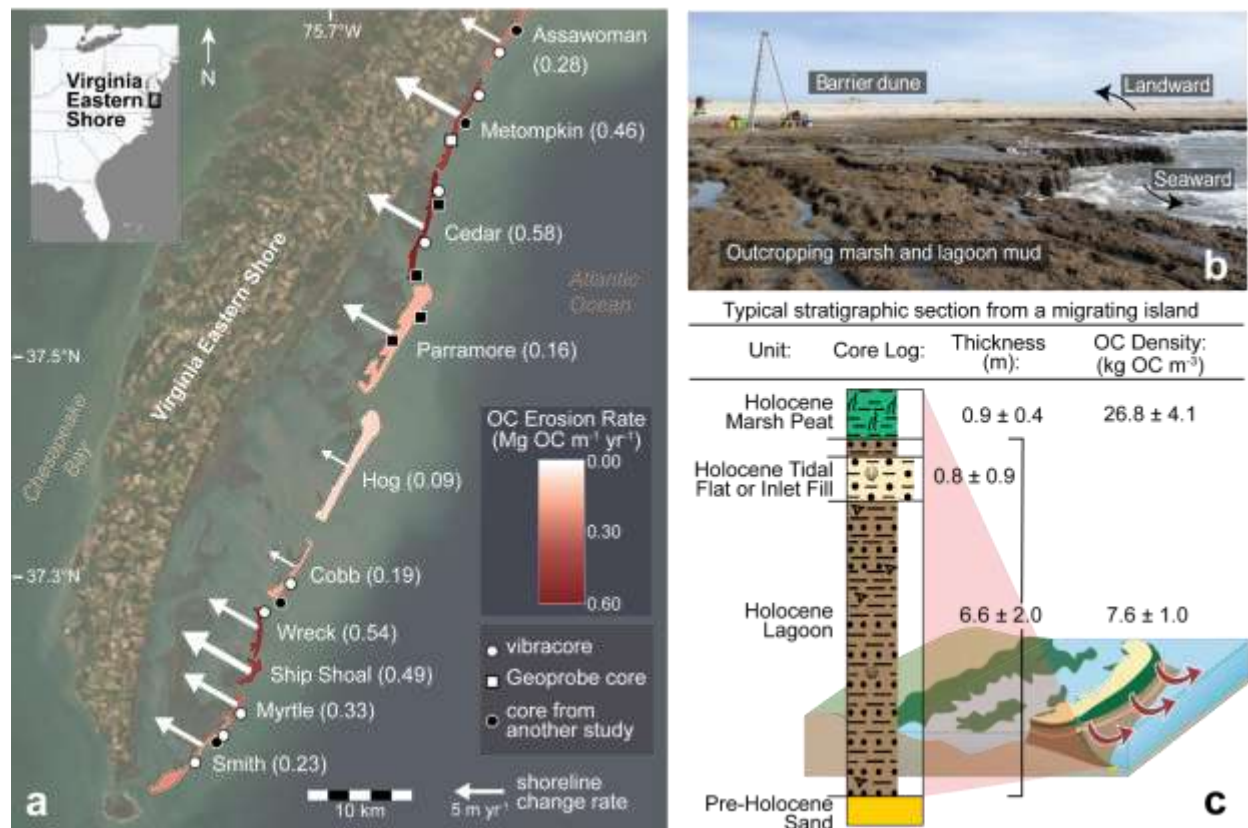 75.7°W
Virginia
Eastern
Shore
N
Assawoman
(0.28)
Metompkin (0.46)
Cedar (0.58)
Atlantic
Ocean
Virginia Eastern Shore
Parramore (0.16)
37.5°N
Chesapeake
Bay
OC Erosion Rate
(Mg OC m⁻¹ yr⁻¹)
0.00
0.30
0.60
Hog (0.09)
37.3°N
Cobb (0.19)
Wreck (0.54)
Ship Shoal (0.49)
Myrtle (0.33)
Smith (0.23)
vibracore
Geoprobe core
core from
another study
10 km
5 m yr⁻¹
shoreline
change rate
a
Barrier dune
Landward
Seaward
Outcropping marsh and lagoon mud
b
Typical stratigraphic section from a migrating island
Unit: Core Log: Thickness (m): OC Density: (kg OC m⁻³)
Holocene
Marsh Peat
0.9 ± 0.4 26.8 ± 4.1
Holocene Tidal
Flat or Inlet Fill
0.8 ± 0.9
Holocene
Lagoon
6.6 ± 2.0 7.6 ± 1.0
Pre-Holocene
Sand
c